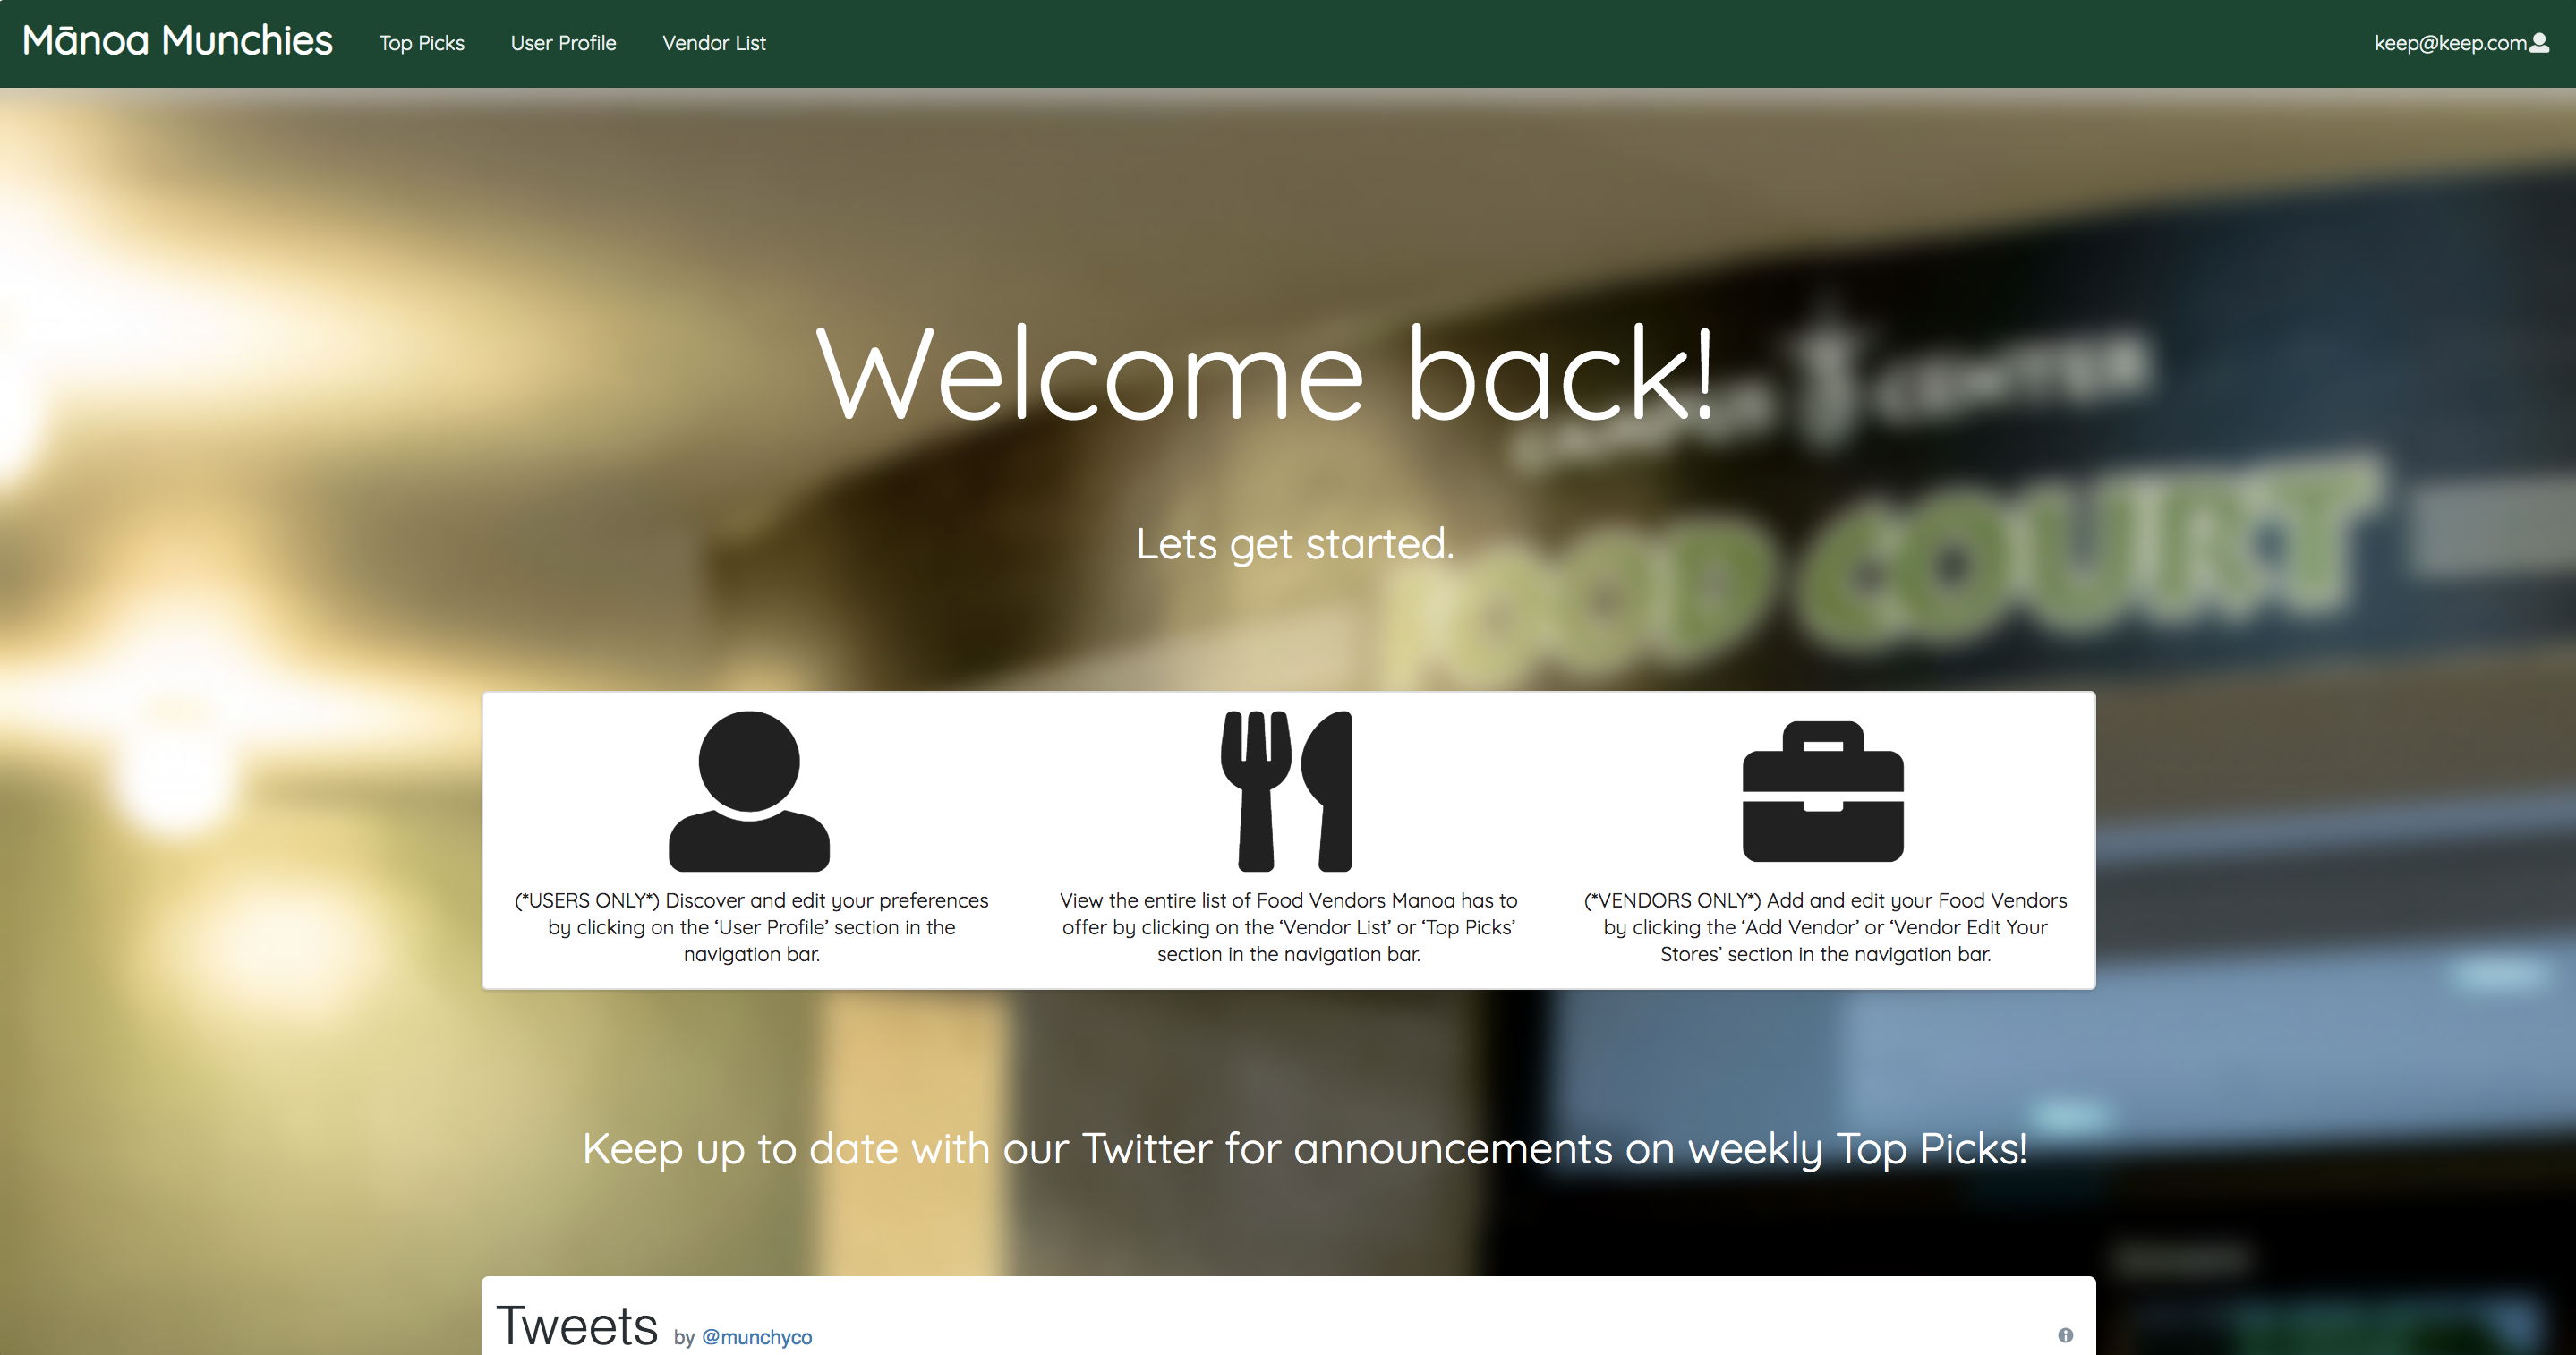 Mānoa Munchies Top Picks User Profile Vendor List keep@keep.com
Welcome back!
CAMPUS CENTER
Lets get started.
FOOD COURT
(*USERS ONLY*) Discover and edit your preferences
by clicking on the ‘User Profile’ section in the
navigation bar.
View the entire list of Food Vendors Manoa has to
offer by clicking on the ‘Vendor List’ or ‘Top Picks’
section in the navigation bar.
(*VENDORS ONLY*) Add and edit your Food Vendors
by clicking the ‘Add Vendor’ or ‘Vendor Edit Your
Stores’ section in the navigation bar.
Keep up to date with our Twitter for announcements on weekly Top Picks!
Tweets by @munchyco